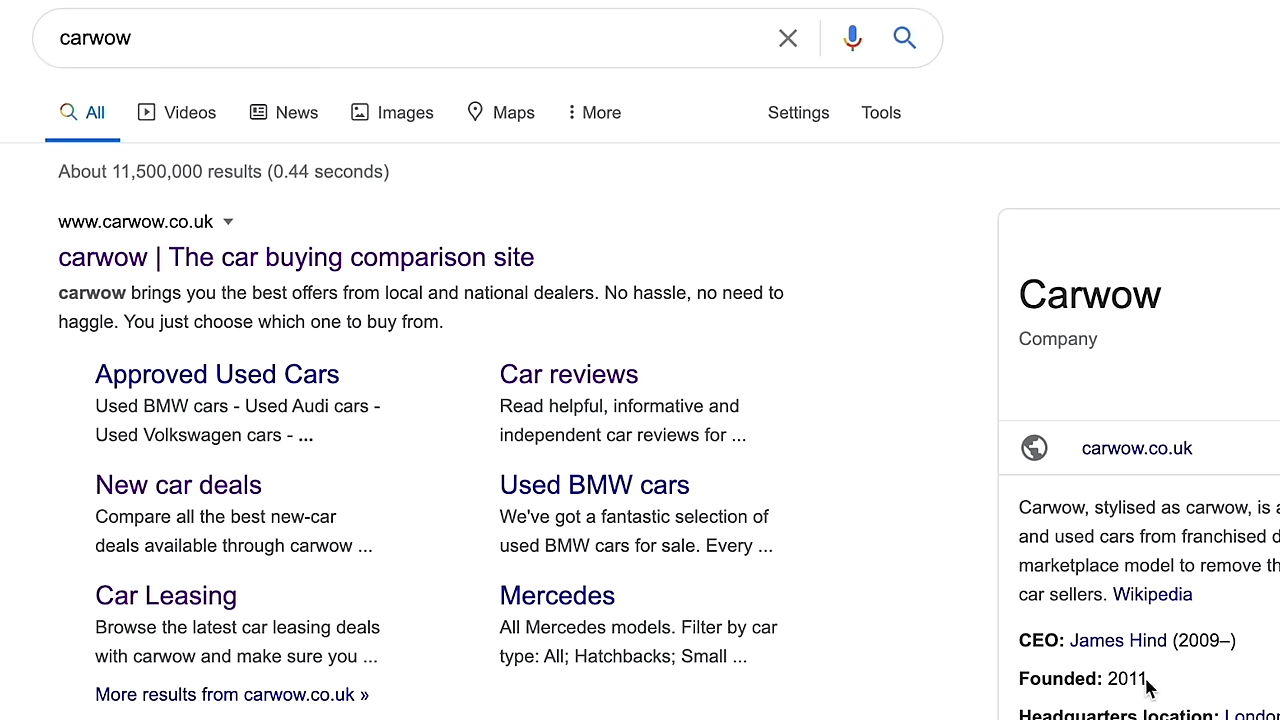 carwow
All Videos News Images Maps More Settings Tools
About 11,500,000 results (0.44 seconds)
www.carwow.co.uk
carwow | The car buying comparison site
carwow brings you the best offers from local and national dealers. No hassle, no need to
haggle. You just choose which one to buy from.
Approved Used Cars
Used BMW cars - Used Audi cars -
Used Volkswagen cars - ...
Car reviews
Read helpful, informative and
independent car reviews for ...
New car deals
Compare all the best new-car
deals available through carwow ...
Used BMW cars
We've got a fantastic selection of
used BMW cars for sale. Every ...
Car Leasing
Browse the latest car leasing deals
with carwow and make sure you ...
Mercedes
All Mercedes models. Filter by car
type: All; Hatchbacks; Small ...
More results from carwow.co.uk »
Carwow
Company
carwow.co.uk
Carwow, stylised as carwow, is
and used cars from franchised
marketplace model to remove
car sellers. Wikipedia
CEO: James Hind (2009–)
Founded: 2011
Headquarters location: